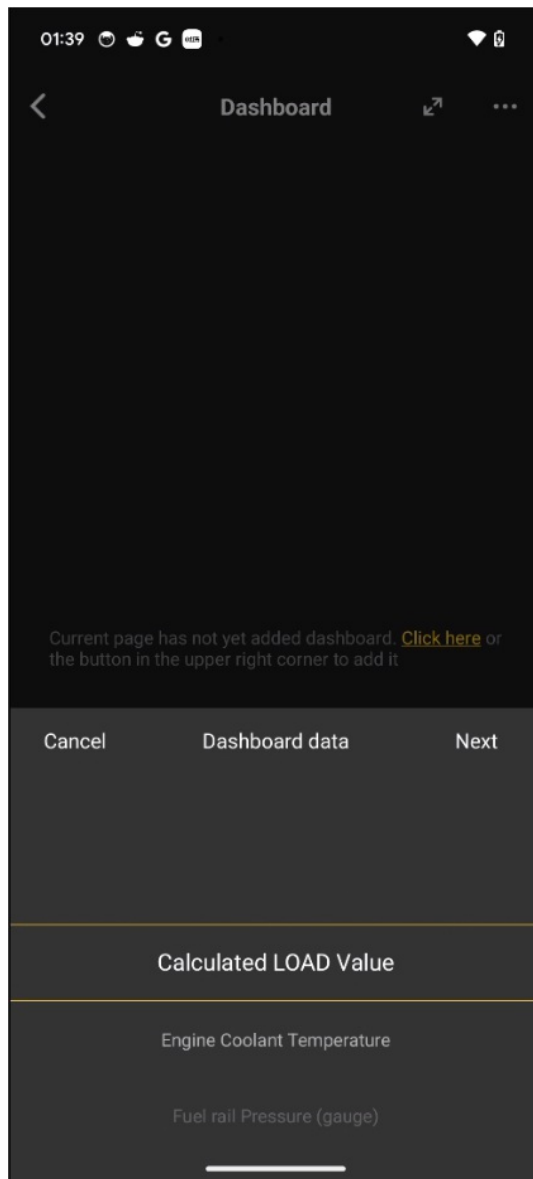 01:39
Dashboard
Current page has not yet added dashboard. Click here or
the button in the upper right corner to add it
Cancel Dashboard data Next
Calculated LOAD Value
Engine Coolant Temperature
Fuel rail Pressure (gauge)